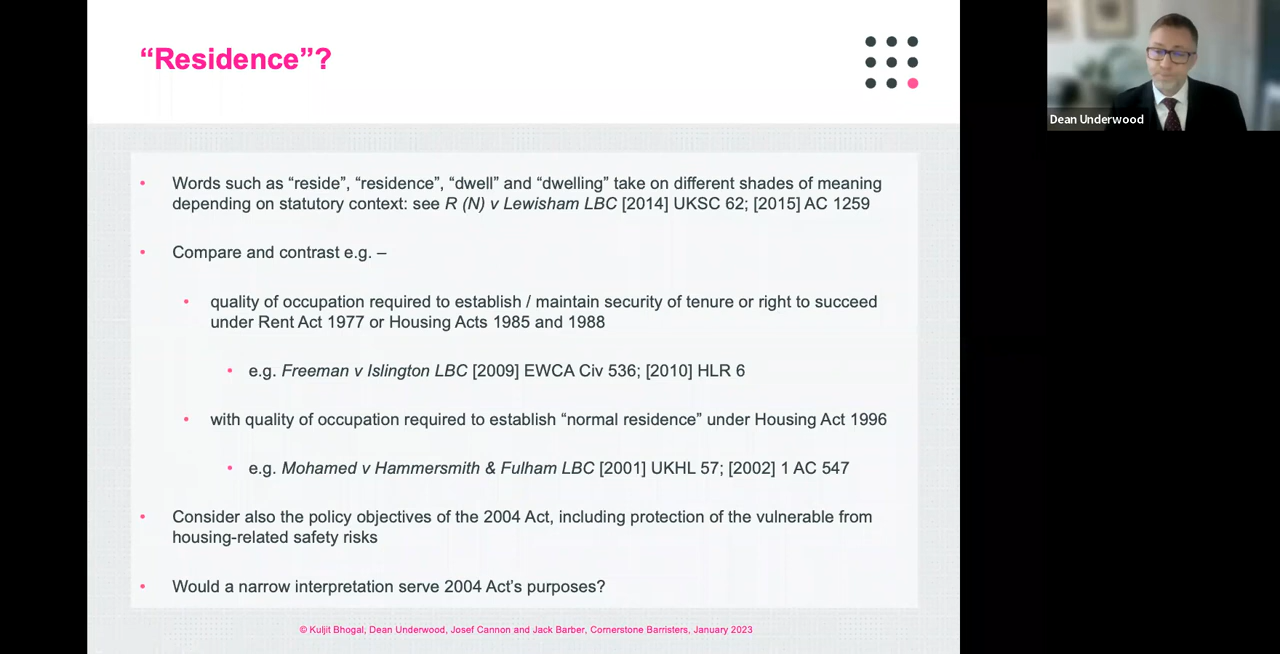 “Residence”?
Dean Underwood
• Words such as “reside”, “residence”, “dwell” and “dwelling” take on different shades of meaning
depending on statutory context: see R (N) v Lewisham LBC [2014] UKSC 62; [2015] AC 1259
• Compare and contrast e.g. –
• quality of occupation required to establish / maintain security of tenure or right to succeed
under Rent Act 1977 or Housing Acts 1985 and 1988
• e.g. Freeman v Islington LBC [2009] EWCA Civ 536; [2010] HLR 6
• with quality of occupation required to establish “normal residence” under Housing Act 1996
• e.g. Mohamed v Hammersmith & Fulham LBC [2001] UKHL 57; [2002] 1 AC 547
• Consider also the policy objectives of the 2004 Act, including protection of the vulnerable from
housing-related safety risks
• Would a narrow interpretation serve 2004 Act’s purposes?
© Kuljit Bhogal, Dean Underwood, Josef Cannon and Jack Barber, Cornerstone Barristers, January 2023